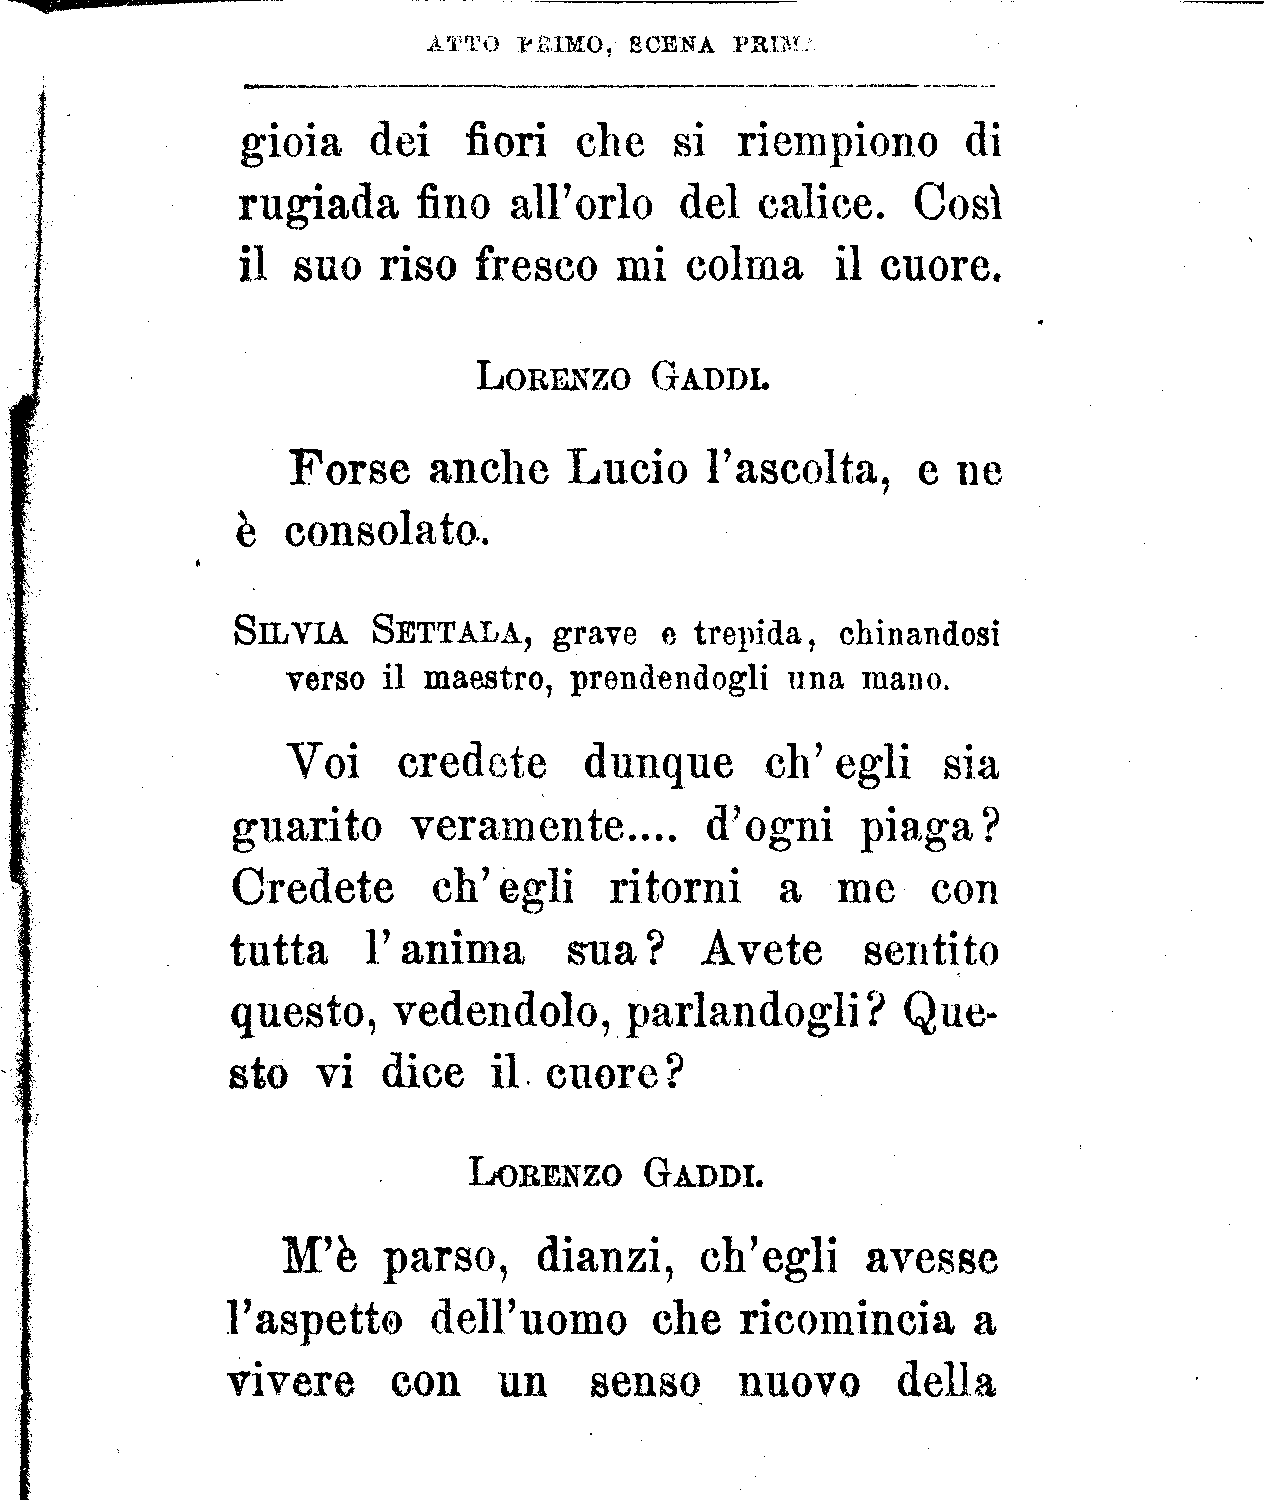 ATTO PRIMO, SCENA PRIMA
gioia dei fiori che si riempiono di
rugiada fino all'orlo del calice. Così
il suo riso fresco mi colma il cuore.
LORENZO GADDI.
Forse anche Lucio l'ascolta, e ne
è consolato.
SILVIA SETTALA, grave e trepida, chinandosi
verso il maestro, prendendogli una mano.
Voi credete dunque ch'egli sia
guarito veramente.... d'ogni piaga?
Credete ch'egli ritorni a me con
tutta l'anima sua? Avete sentito
questo, vedendolo, parlandogli? Que-
sto vi dice il cuore?
LORENZO GADDI.
M'è parso, dianzi, ch'egli avesse
l'aspetto dell'uomo che ricomincia a
vivere con un senso nuovo della